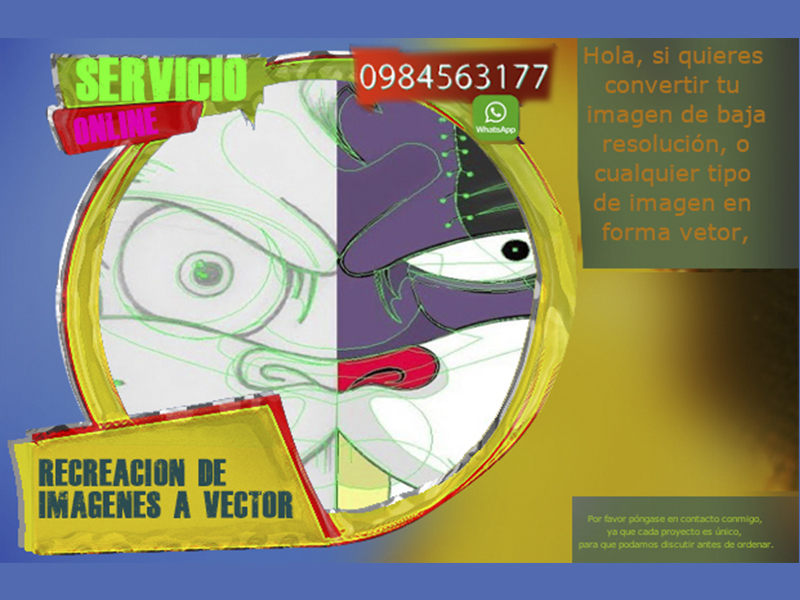 SERVICIO
ONLINE
0984563177
WhatsApp
Hola, si quieres
convertir tu
imagen de baja
resolución, o
cualquier tipo
de imagen en
forma vetor,
RECREACION DE
IMAGENES A VECTOR
Por favor póngase en contacto conmigo,
ya que cada proyecto es único,
para que podamos discutir antes de ordenar.